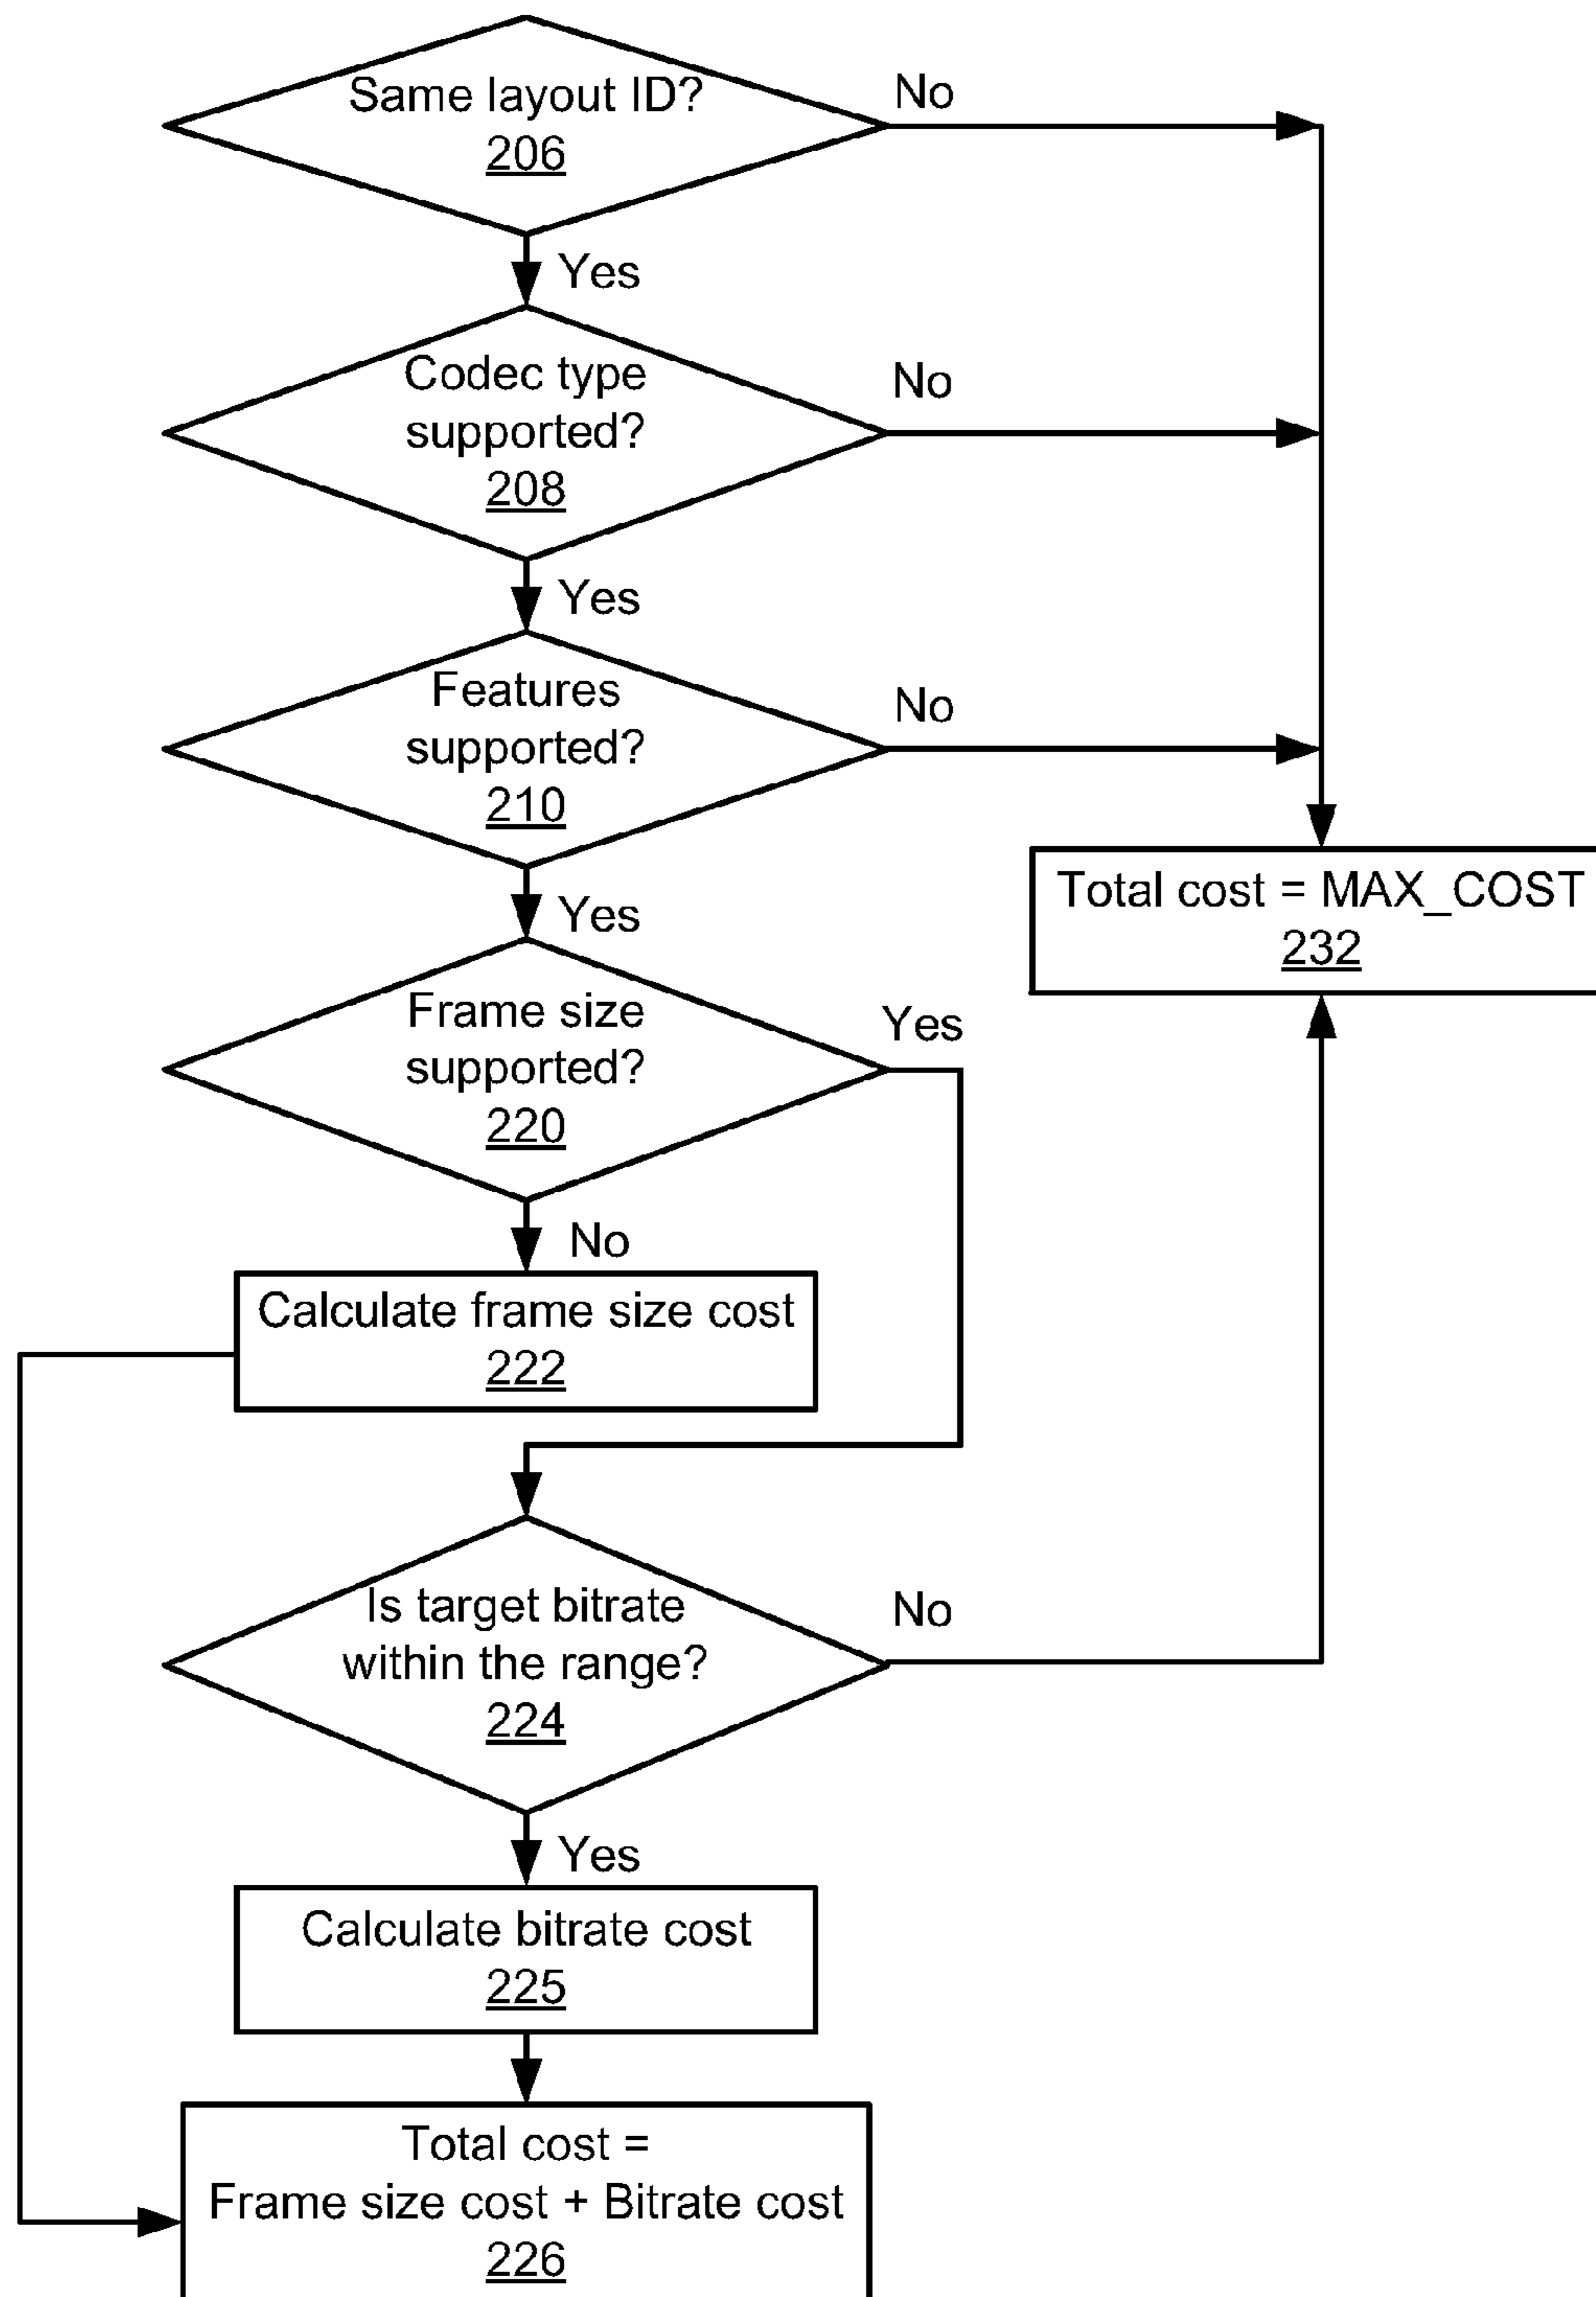 Same layout ID?
206
No
Yes
Codec type
supported?
208
No
Yes
Features
supported?
210
No
Yes
Total cost = MAX_COST
232
Frame size
supported?
220
Yes
No
Calculate frame size cost
222
Is target bitrate
within the range?
224
No
Yes
Calculate bitrate cost
225
Total cost =
Frame size cost + Bitrate cost
226